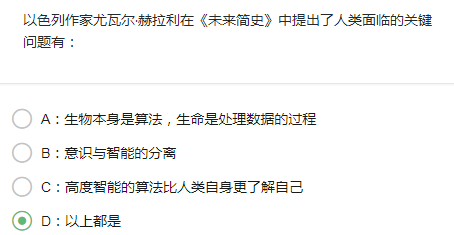 以色列作家尤瓦尔·赫拉利在《未来简史》中提出了人类面临的关键
问题有：
A：生物本身是算法，生命是处理数据的过程
B：意识与智能的分离
C：高度智能的算法比人类自身更了解自己
D：以上都是